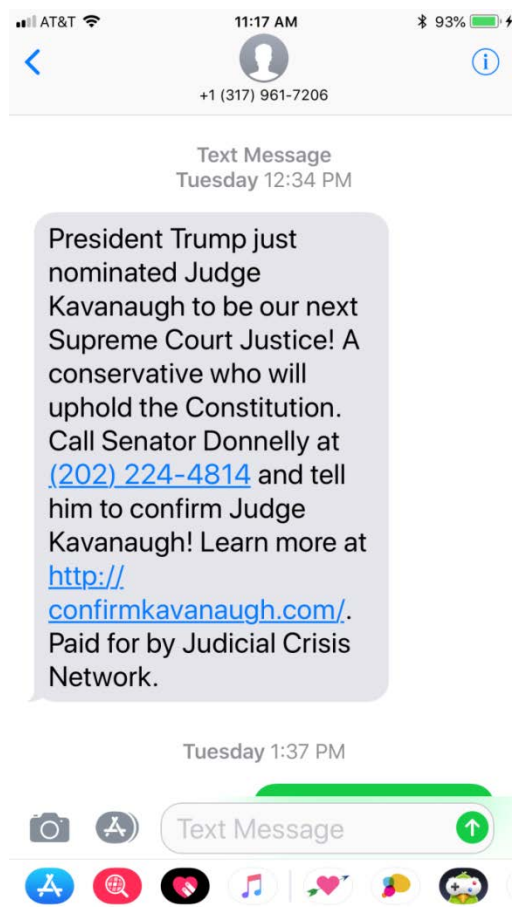 AT&T 11:17 AM 93%
+1 (317) 961-7206
Text Message
Tuesday 12:34 PM
President Trump just
nominated Judge
Kavanaugh to be our next
Supreme Court Justice! A
conservative who will
uphold the Constitution.
Call Senator Donnelly at
(202) 224-4814 and tell
him to confirm Judge
Kavanaugh! Learn more at
http://
confirmkavanaugh.com/.
Paid for by Judicial Crisis
Network.
Tuesday 1:37 PM
Text Message